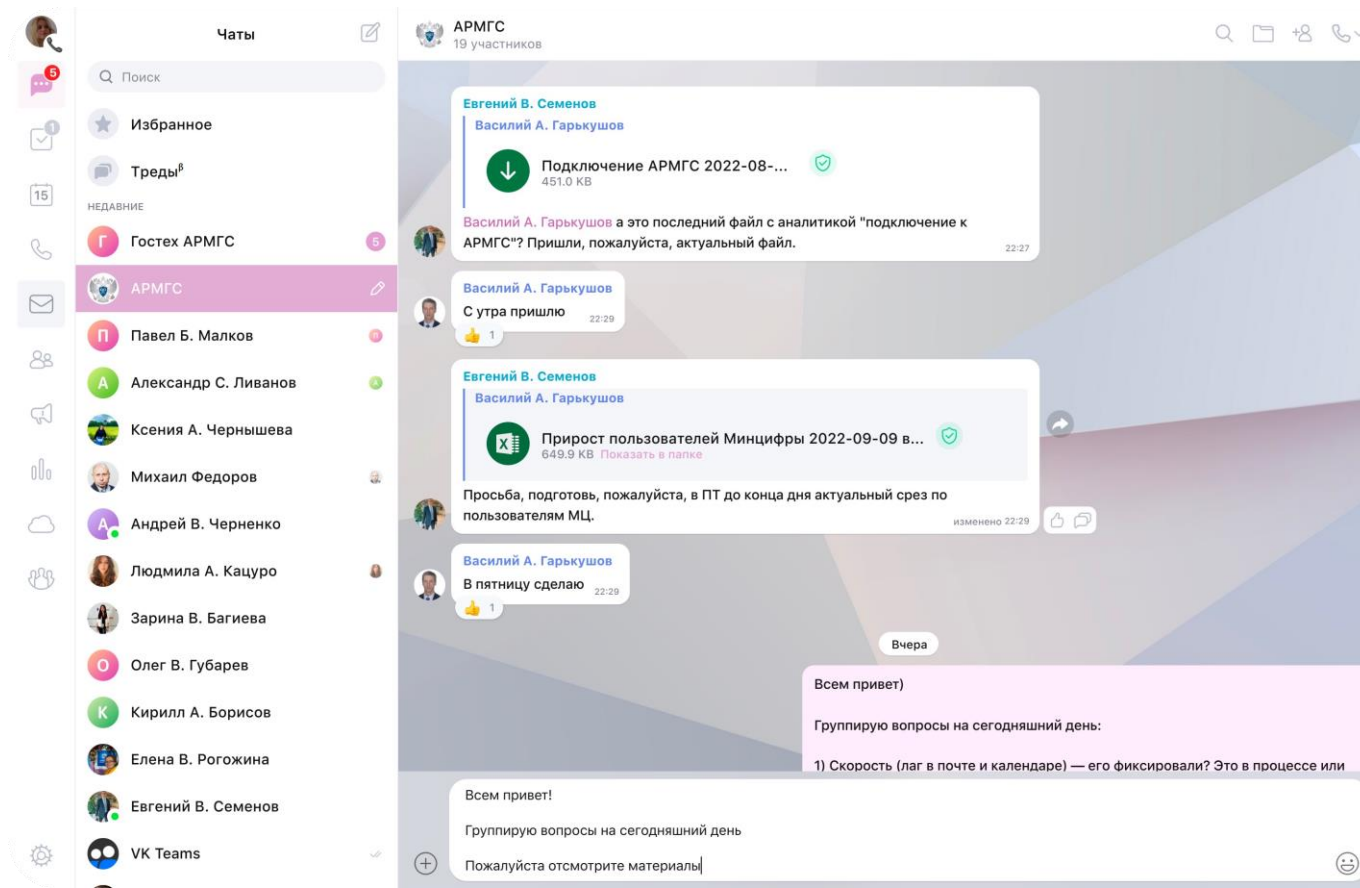 Чаты
Поиск
Избранное
Тредыβ
НЕДАВНИЕ
Гостех АРМГС
5
АРМГС
Павел Б. Малков
Александр С. Ливанов
Ксения А. Чернышева
Михаил Федоров
Андрей В. Черненко
Людмила А. Кацуро
Зарина В. Багиева
Олег В. Губарев
Кирилл А. Борисов
Елена В. Рогожина
Евгений В. Семенов
VK Teams
5
1
15
АРМГС
19 участников
Евгений В. Семенов
Василий А. Гарькушов
Подключение АРМГС 2022-08-...
451.0 KB
Василий А. Гарькушов а это последний файл с аналитикой "подключение к
АРМГС"? Пришли, пожалуйста, актуальный файл.
22:27
Василий А. Гарькушов
С утра пришлю
22:29
1
Евгений В. Семенов
Василий А. Гарькушов
Прирост пользователей Минцифры 2022-09-09 в...
649.9 KB Показать в папке
Просьба, подготовь, пожалуйста, в ПТ до конца дня актуальный срез по
пользователям МЦ.
изменено 22:29
Василий А. Гарькушов
В пятницу сделаю
22:29
1
Вчера
Всем привет)
Группирую вопросы на сегодняшний день:
1) Скорость (лаг в почте и календаре) — его фиксировали? Это в процессе или
Всем привет!
Группирую вопросы на сегодняшний день
Пожалуйста отсмотрите материалы